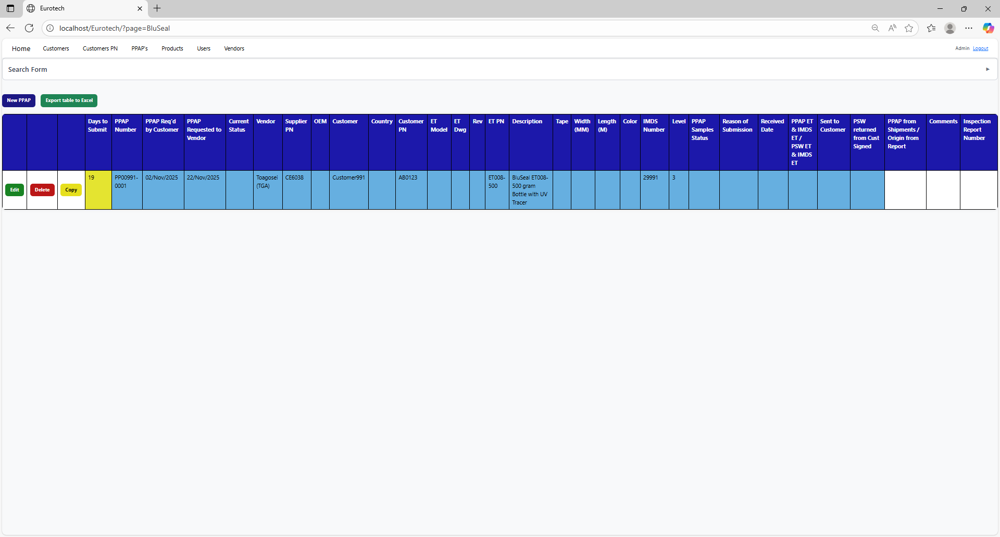 Eurotech
localhost/Eurotech/?page=BluSeal
Home Customers Customers PN PPAP's Products Users Vendors Admin Logout
Search Form
New PPAP Export table to Excel
Days to Submit
PPAP Number
PPAP Req'd by Customer
PPAP Requested to Vendor
Current Status
Vendor
Supplier PN
OEM
Customer
Country
Customer PN
ET Model
ET Dwg
Rev
ET PN
Description
Tape
Width (MM)
Length (M)
Color
IMDS Number
Level
PPAP Samples Status
Reason of Submission
Received Date
PPAP ET & IMDS ET / PSW ET & IMDS ET
Sent to Customer
PSW returned from Cust Signed
PPAP from Shipments / Origin from Report
Comments
Inspection Report Number
Edit
Delete
Copy
19
PP00991-0001
02/Nov/2025
22/Nov/2025
Toagosei (TGA)
CE6038
Customer991
AB0123
ET008-500
BluSeal ET008-500 gram Bottle with UV Tracer
29991
3